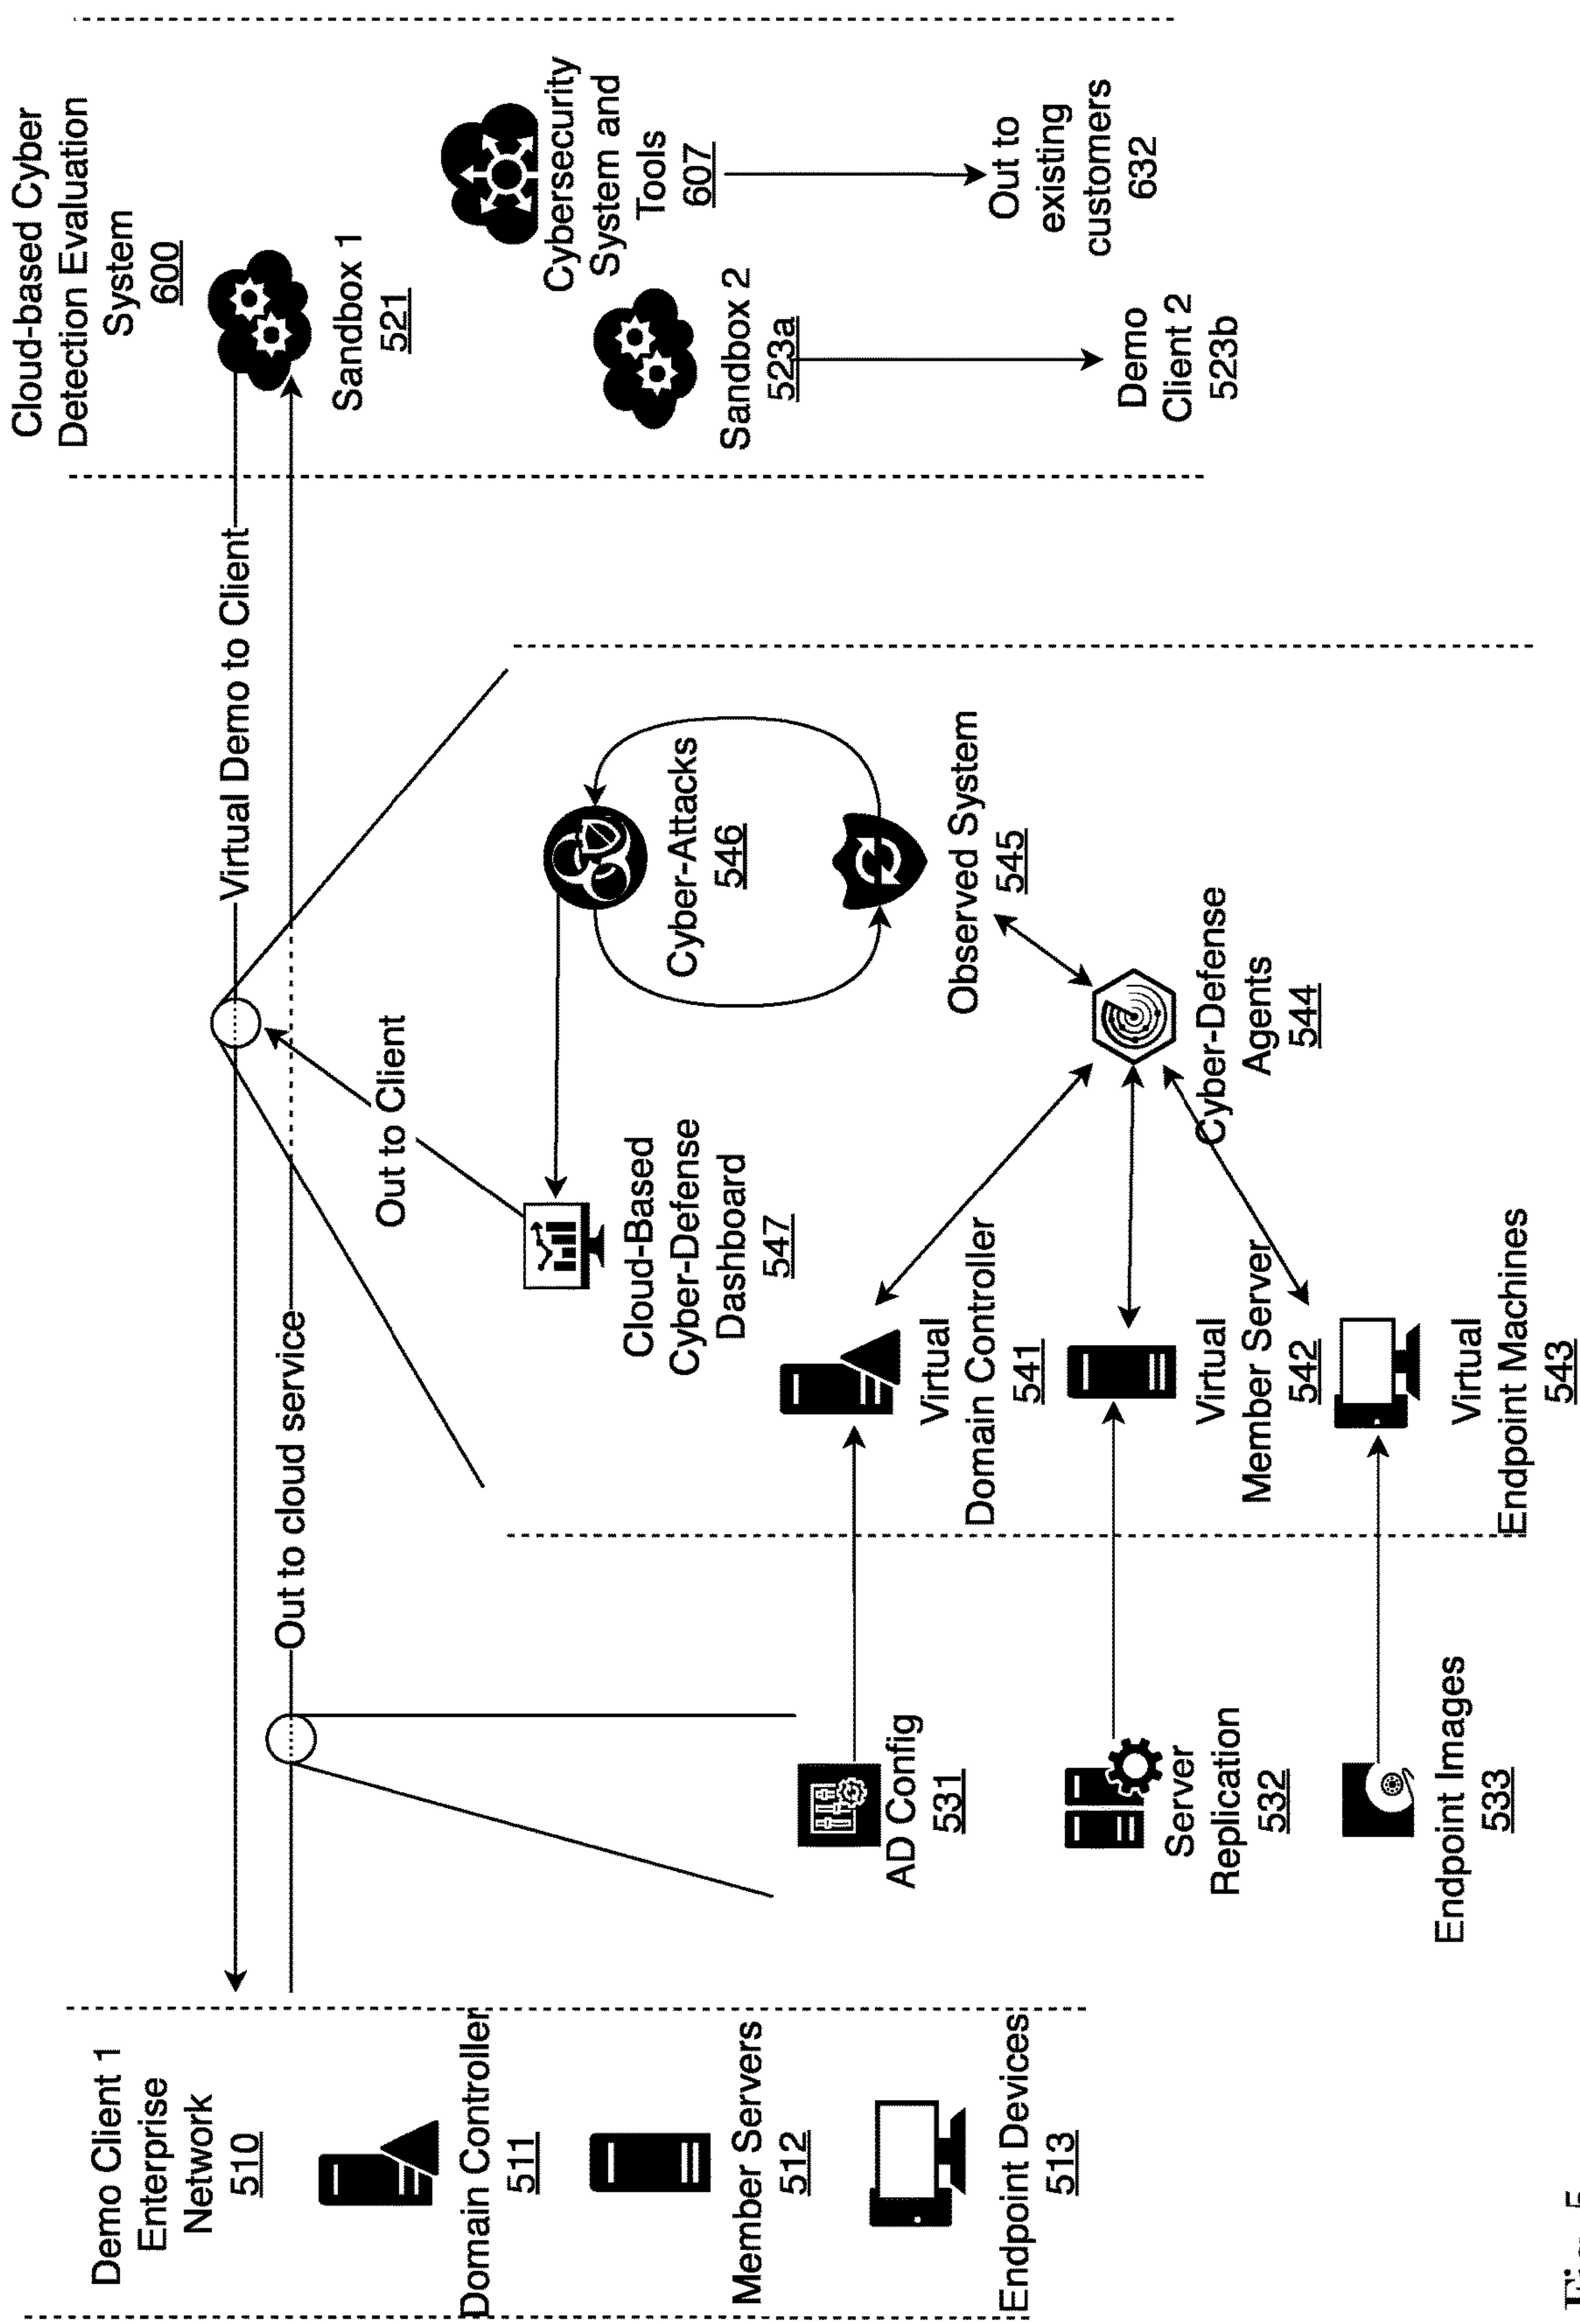 Demo Client 1
Enterprise
Network
510
Domain Controller
511
Member Servers
512
Endpoint Devices
513
Virtual Demo to Client
Out to cloud service
AD Config
531
Server
Replication
532
Endpoint Images
533
Out to Client
Cloud-Based
Cyber-Defense
Dashboard
547
Virtual
Domain Controller
541
Virtual
Member Server
542
Virtual
Endpoint Machines
543
Cyber-Attacks
546
Observed System
545
Cyber-Defense
Agents
544
Cloud-based Cyber
Detection Evaluation
System
600
Sandbox 1
521
Cybersecurity
System and
Tools
607
Sandbox 2
523a
Out to
existing
customers
632
Demo
Client 2
523b